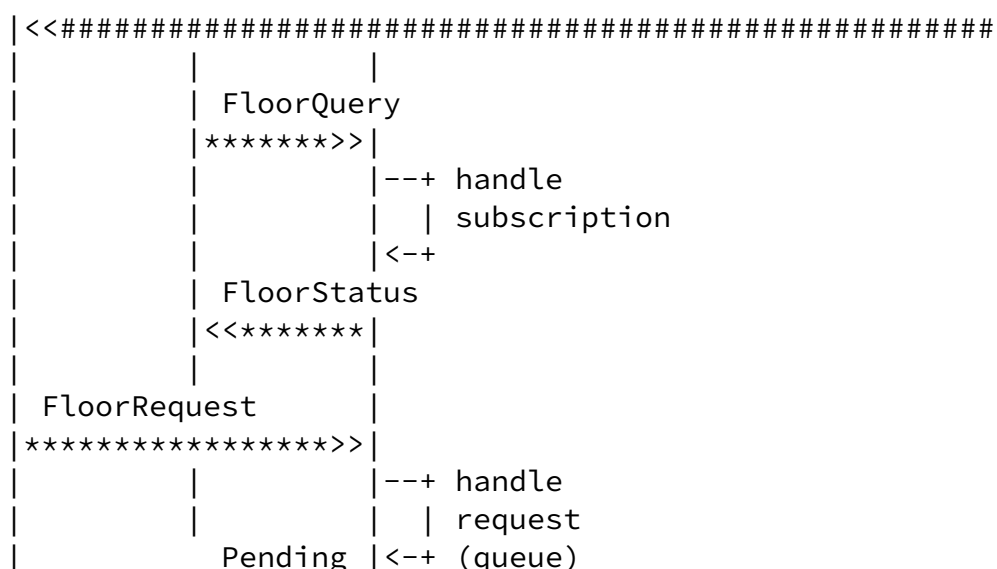 |<<####################################################
|         |         |
|         | FloorQuery
|         |*******>>|
|         |         |--+ handle
|         |         |  | subscription
|         |         |<-+
|         | FloorStatus
|         |<<*******|
|         |         |
| FloorRequest      |
|*****************>>|
|         |         |--+ handle
|         |         |  | request
|           Pending |<-+ (queue)